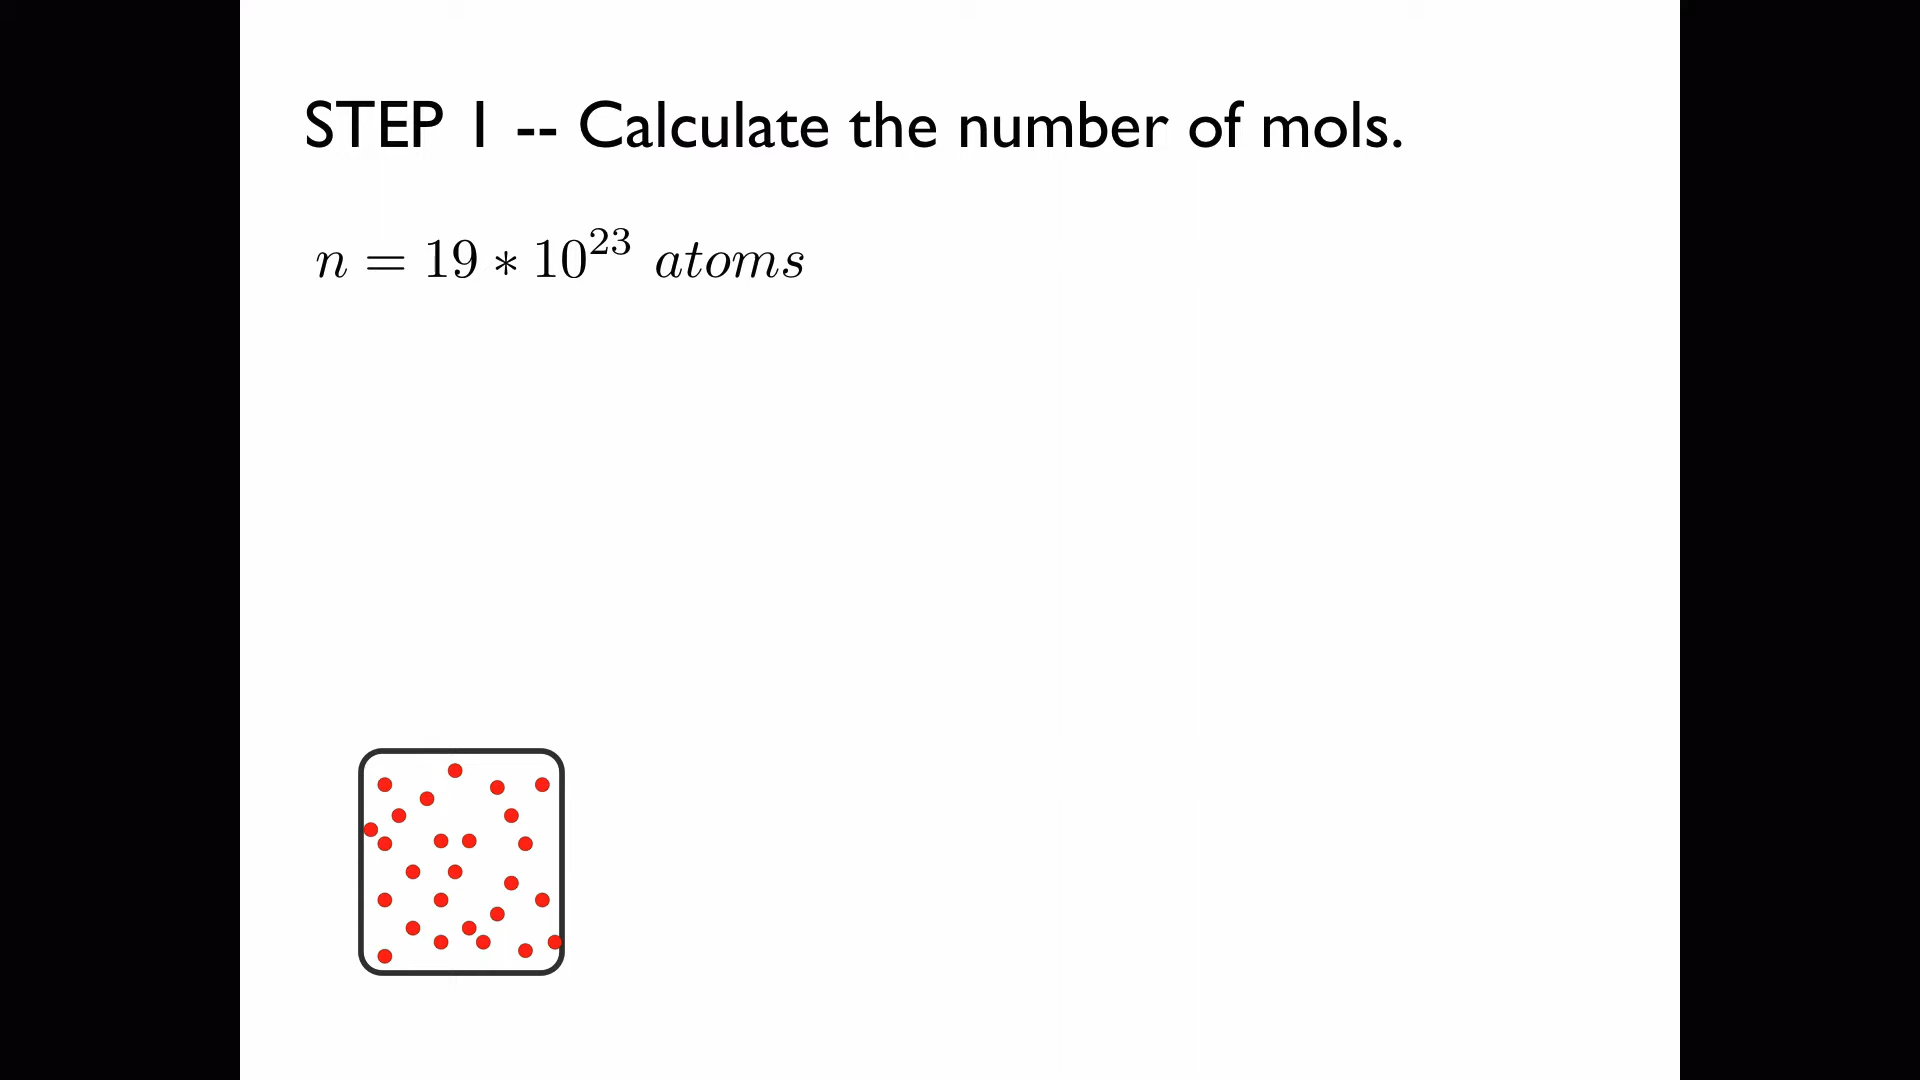 STEP 1 -- Calculate the number of mols.
n = 19 * 10^23 atoms